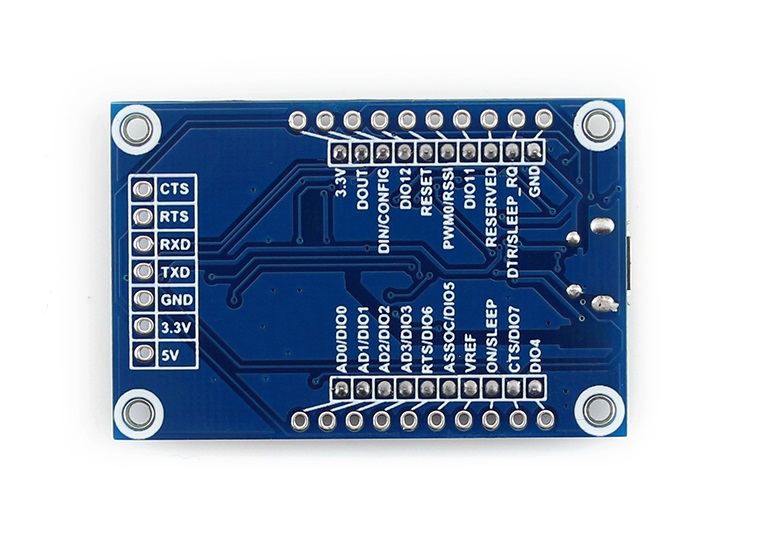 CTS
RTS
RXD
TXD
GND
3.3V
5V
3.3V
DOUT
DIN/CONFIG
DIO12
RESET
PWM0/RSSI
DIO11
RESERVED
DTR/SLEEP_RQ
GND
AD0/DIO0
AD1/DIO1
AD2/DIO2
AD3/DIO3
RTS/DIO6
ASSOC/DIO5
VREF
ON/SLEEP
CTS/DIO7
DIO4